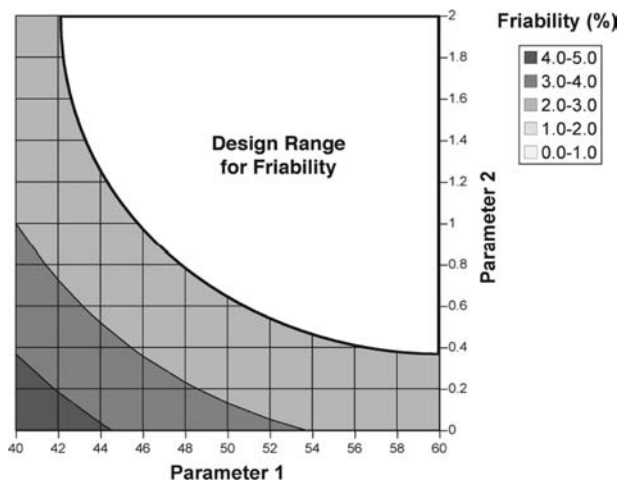 Friability (%)
4.0-5.0
3.0-4.0
2.0-3.0
1.0-2.0
0.0-1.0
Design Range
for Friability
2
1.8
1.6
1.4
1.2
1
0.8
0.6
0.4
0.2
0
Parameter 2
40 42 44 46 48 50 52 54 56 58 60
Parameter 1